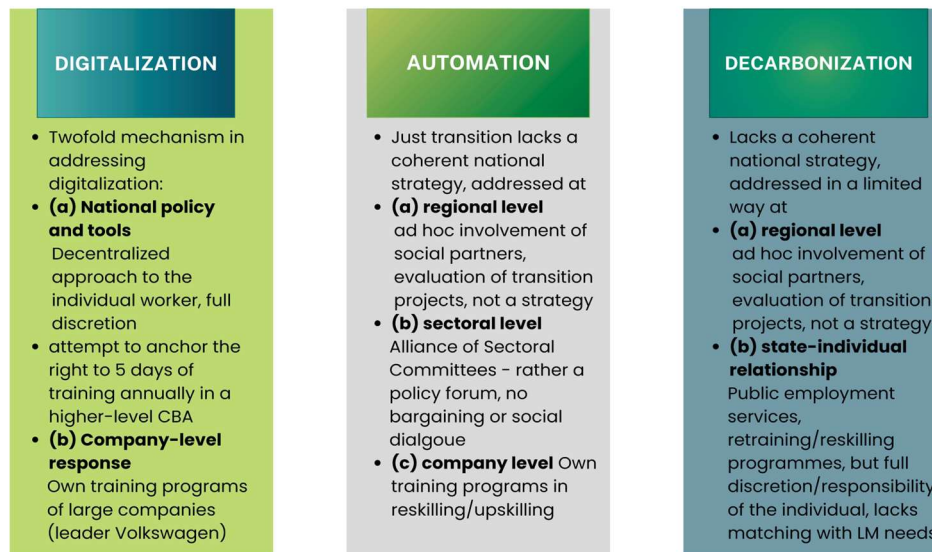 DIGITALIZATION
• Twofold mechanism in
addressing
digitalization:
• (a) National policy
and tools
Decentralized
approach to the
individual worker, full
discretion
• attempt to anchor the
right to 5 days of
training annually in a
higher-level CBA
• (b) Company-level
response
Own training programs
of large companies
(leader Volkswagen)
AUTOMATION
• Just transition lacks a
coherent national
strategy, addressed at
• (a) regional level
ad hoc involvement of
social partners,
evaluation of transition
projects, not a strategy
• (b) sectoral level
Alliance of Sectoral
Committees - rather a
policy forum, no
bargaining or social
dialgoue
• (c) company level Own
training programs in
reskilling/upskilling
DECARBONIZATION
• Lacks a coherent
national strategy,
addressed in a limited
way at
• (a) regional level
ad hoc involvement of
social partners,
evaluation of transition
projects, not a strategy
• (b) state-individual
relationship
Public employment
services,
retraining/reskilling
programmes, but full
discretion/responsibility
of the individual, lacks
matching with LM needs